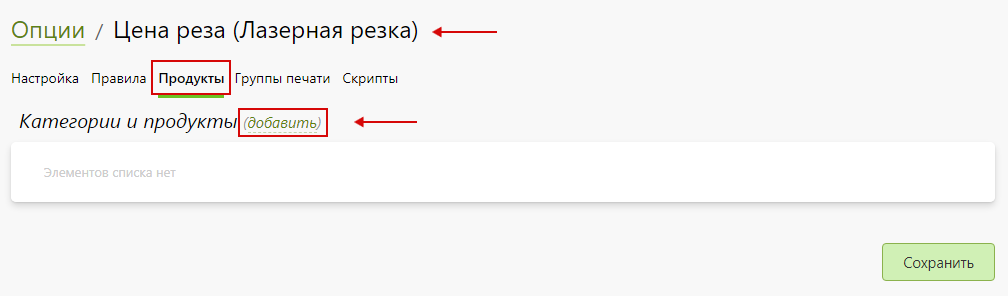 Опции / Цена реза (Лазерная резка)
Настройка Правила Продукты Группы печати Скрипты
Категории и продукты (добавить)
Элементов списка нет
Сохранить